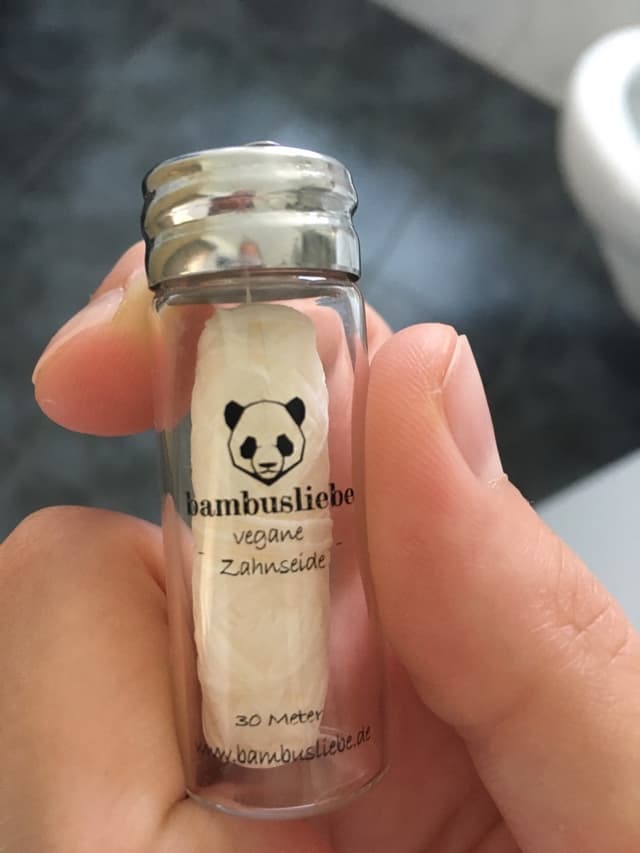 bambusliebe
vegane
- Zahnseide -
30 Meter
www.bambusliebe.de